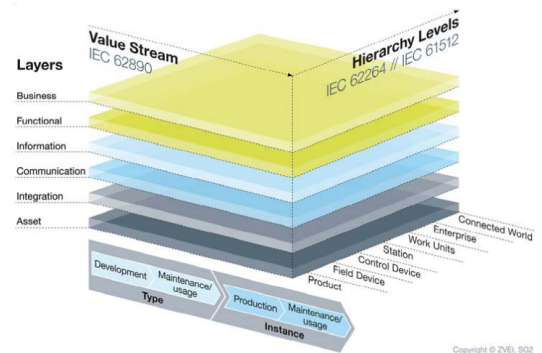 Value Stream
IEC 62890
Hierarchy Levels
IEC 62264 // IEC 61512
Layers
Business
Functional
Information
Communication
Integration
Asset
Connected World
Enterprise
Work Units
Station
Control Device
Field Device
Product
Development
Maintenance/
usage
Type
Production
Maintenance/
usage
Instance
Copyright © ZVEI, SG2